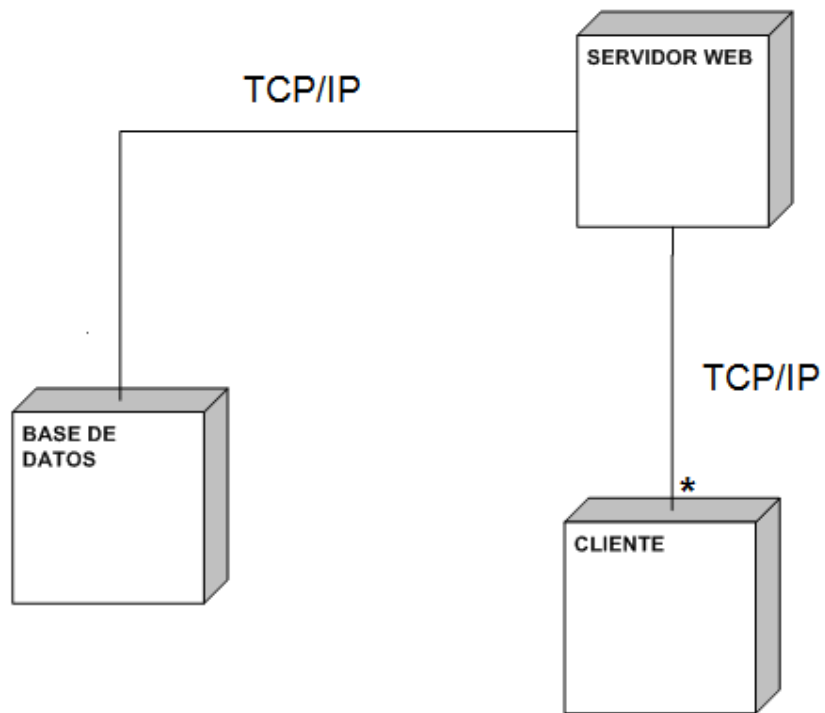 SERVIDOR WEB
TCP/IP
TCP/IP
BASE DE
DATOS
*
CLIENTE